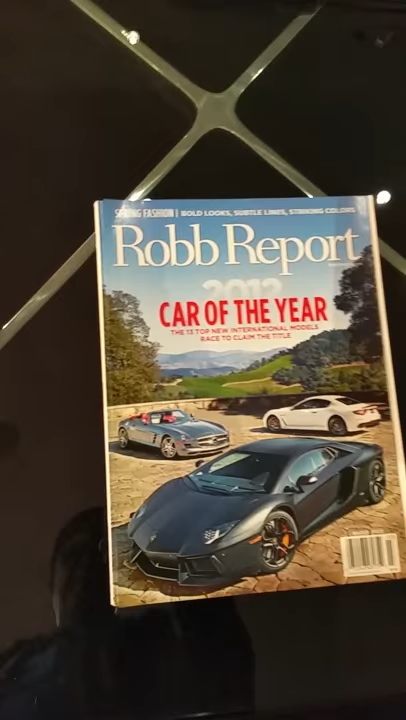 SPRING FASHION | BOLD LOOKS, SUBTLE LINES, STRIKING COLORS
Robb Report
2012
CAR OF THE YEAR
THE 13 TOP NEW INTERNATIONAL MODELS
RACE TO CLAIM THE TITLE